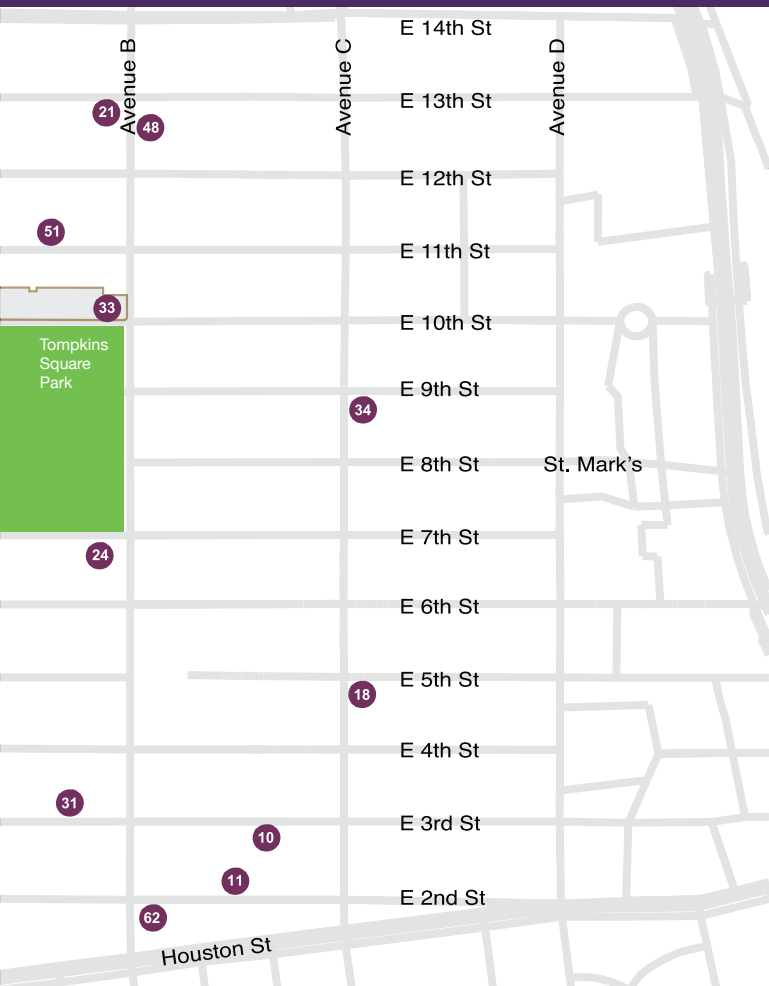 E 14th St
Avenue B
Avenue C
Avenue D
E 13th St
21
48
E 12th St
51
E 11th St
33
E 10th St
Tompkins
Square
Park
E 9th St
34
E 8th St
St. Mark's
E 7th St
24
E 6th St
E 5th St
18
E 4th St
31
E 3rd St
10
11
E 2nd St
62
Houston St